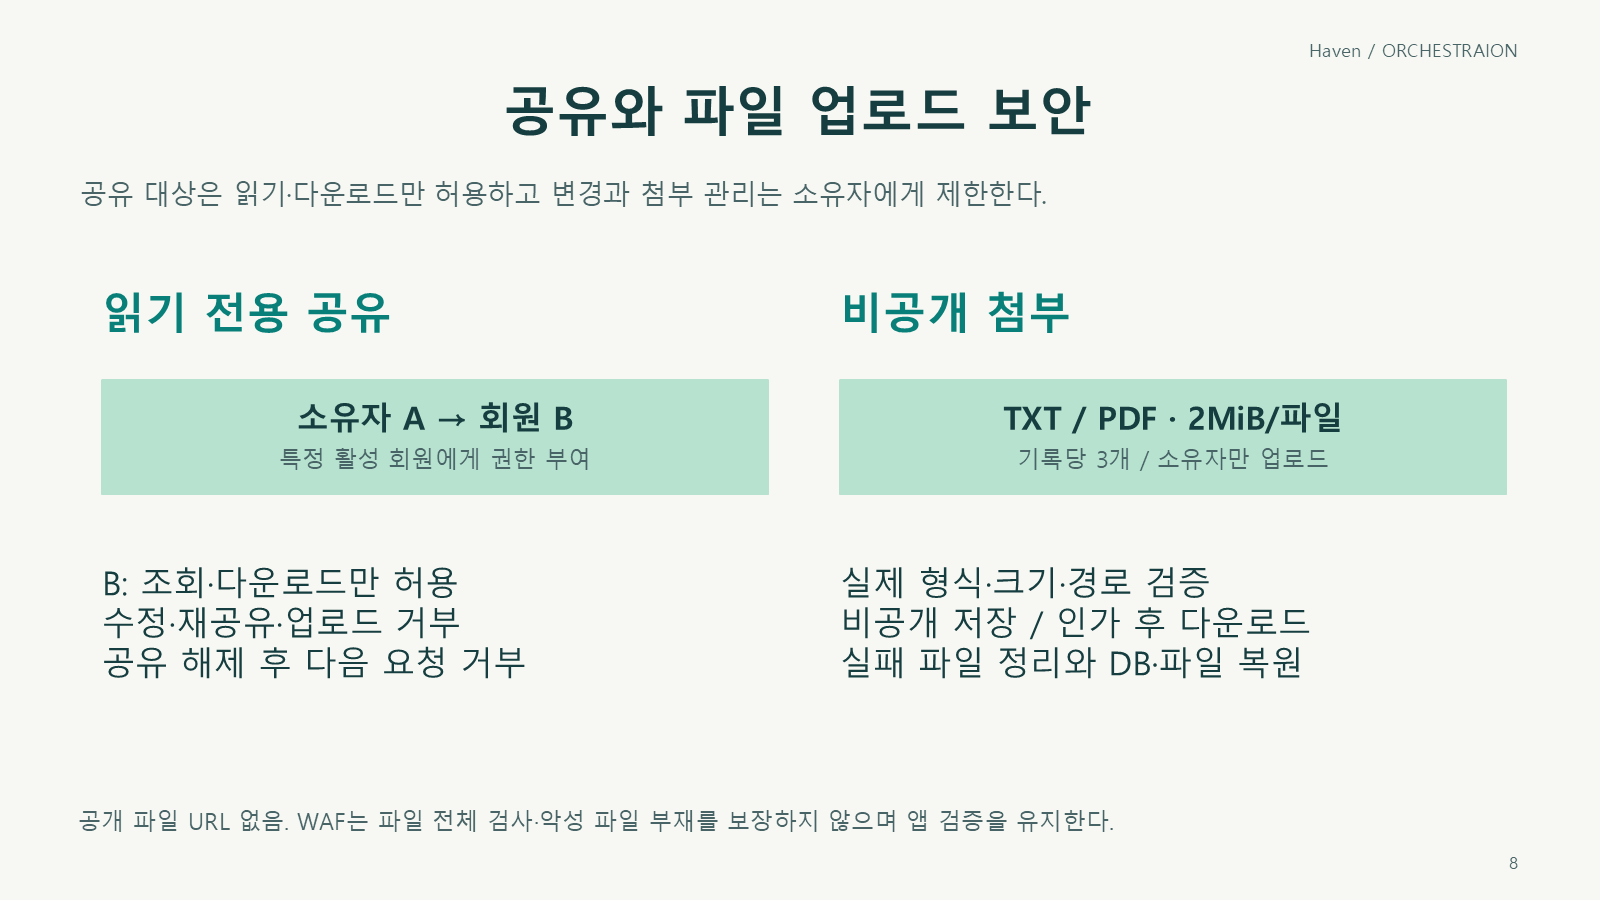 Haven / ORCHESTRAION
공유와 파일 업로드 보안
공유 대상은 읽기·다운로드만 허용하고 변경과 첨부 관리는 소유자에게 제한한다.
읽기 전용 공유
소유자 A → 회원 B
특정 활성 회원에게 권한 부여
B: 조회·다운로드만 허용
수정·재공유·업로드 거부
공유 해제 후 다음 요청 거부
비공개 첨부
TXT / PDF · 2MiB/파일
기록당 3개 / 소유자만 업로드
실제 형식·크기·경로 검증
비공개 저장 / 인가 후 다운로드
실패 파일 정리와 DB·파일 복원
공개 파일 URL 없음. WAF는 파일 전체 검사·악성 파일 부재를 보장하지 않으며 앱 검증을 유지한다.
8